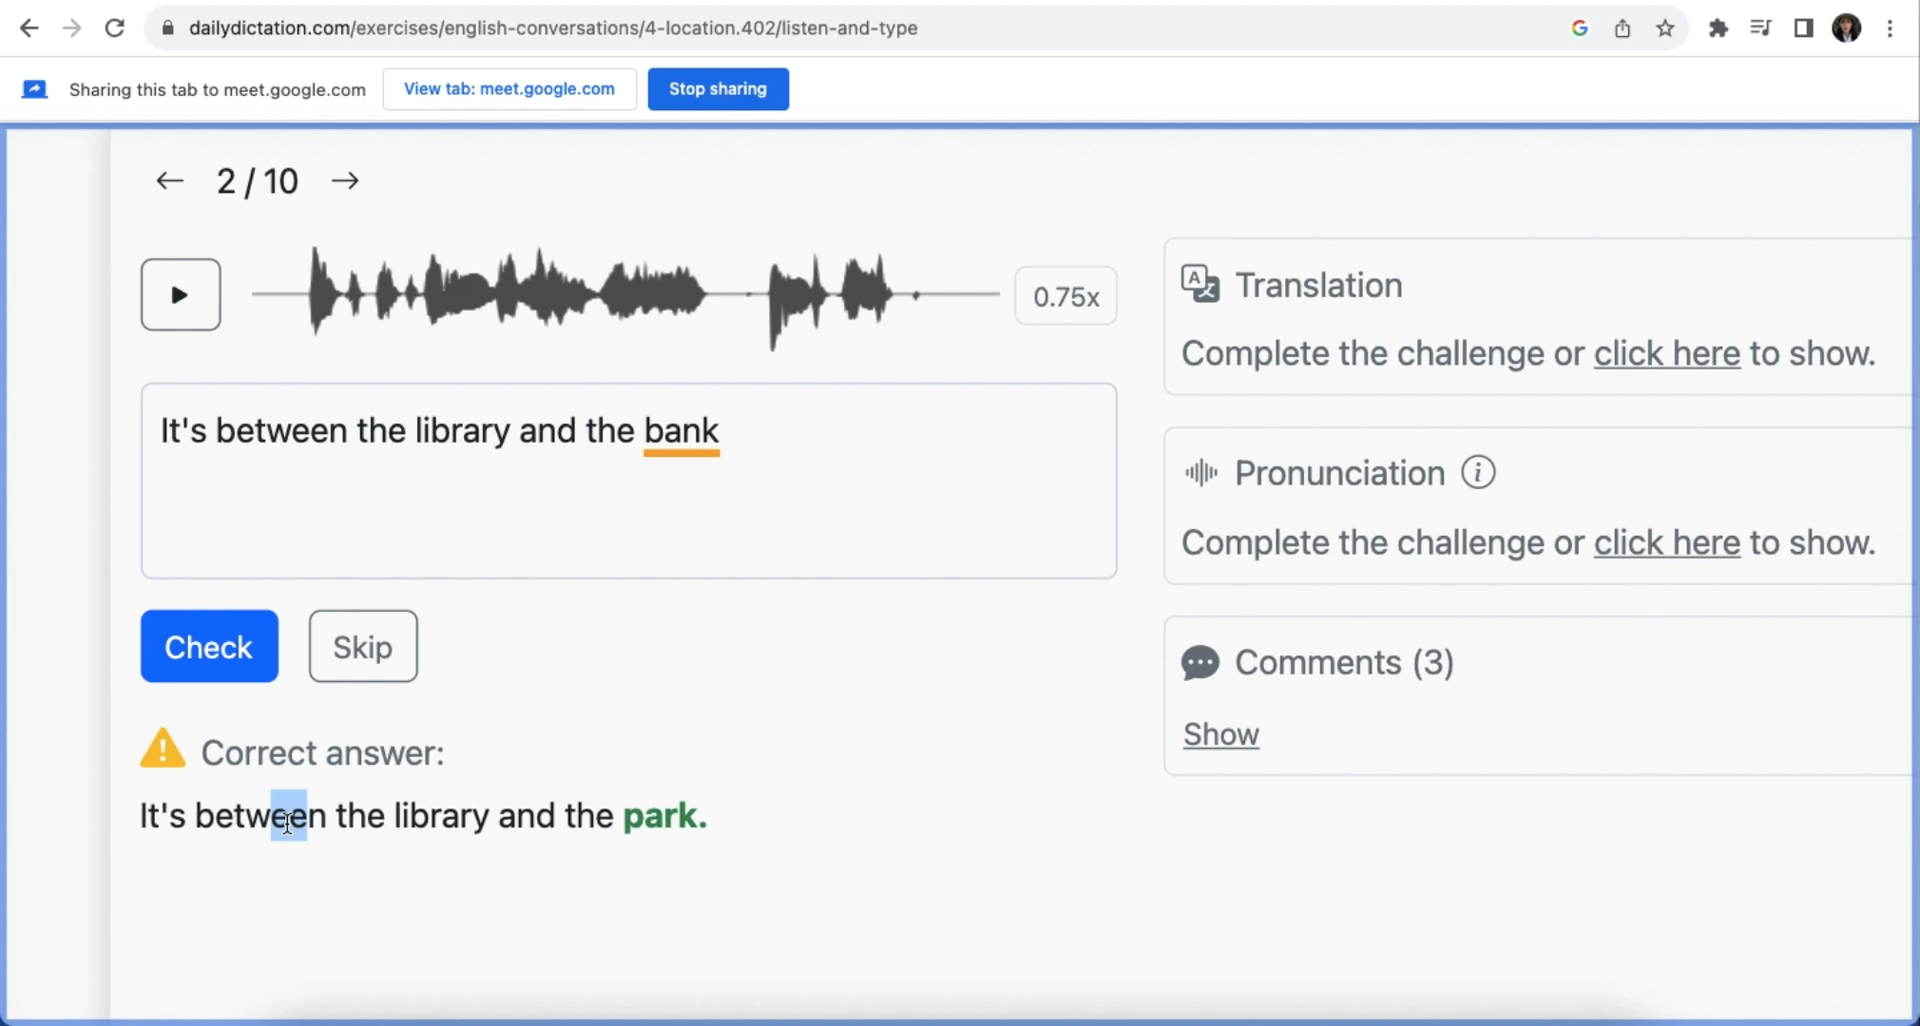 dailydictation.com/exercises/english-conversations/4-location.402/listen-and-type
Sharing this tab to meet.google.com
View tab: meet.google.com
Stop sharing
2 / 10
0.75x
It's between the library and the bank
Check
Skip
Correct answer:
It's between the library and the park.
Translation
Complete the challenge or click here to show.
Pronunciation
Complete the challenge or click here to show.
Comments (3)
Show